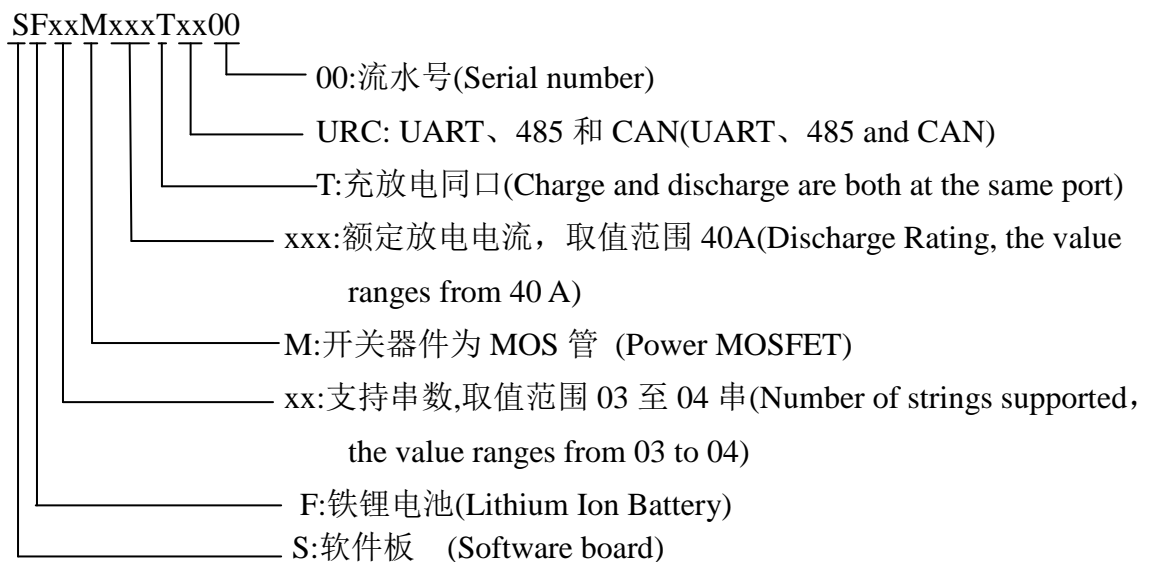 SFxxMxxxTxx00
00:流水号(Serial number)
URC: UART、485 和 CAN(UART、485 and CAN)
T:充放电同口(Charge and discharge are both at the same port)
xxx:额定放电电流，取值范围 40A(Discharge Rating, the value
ranges from 40 A)
M:开关器件为 MOS 管 (Power MOSFET)
xx:支持串数,取值范围 03 至 04 串(Number of strings supported，
the value ranges from 03 to 04)
F:铁锂电池(Lithium Ion Battery)
S:软件板 (Software board)